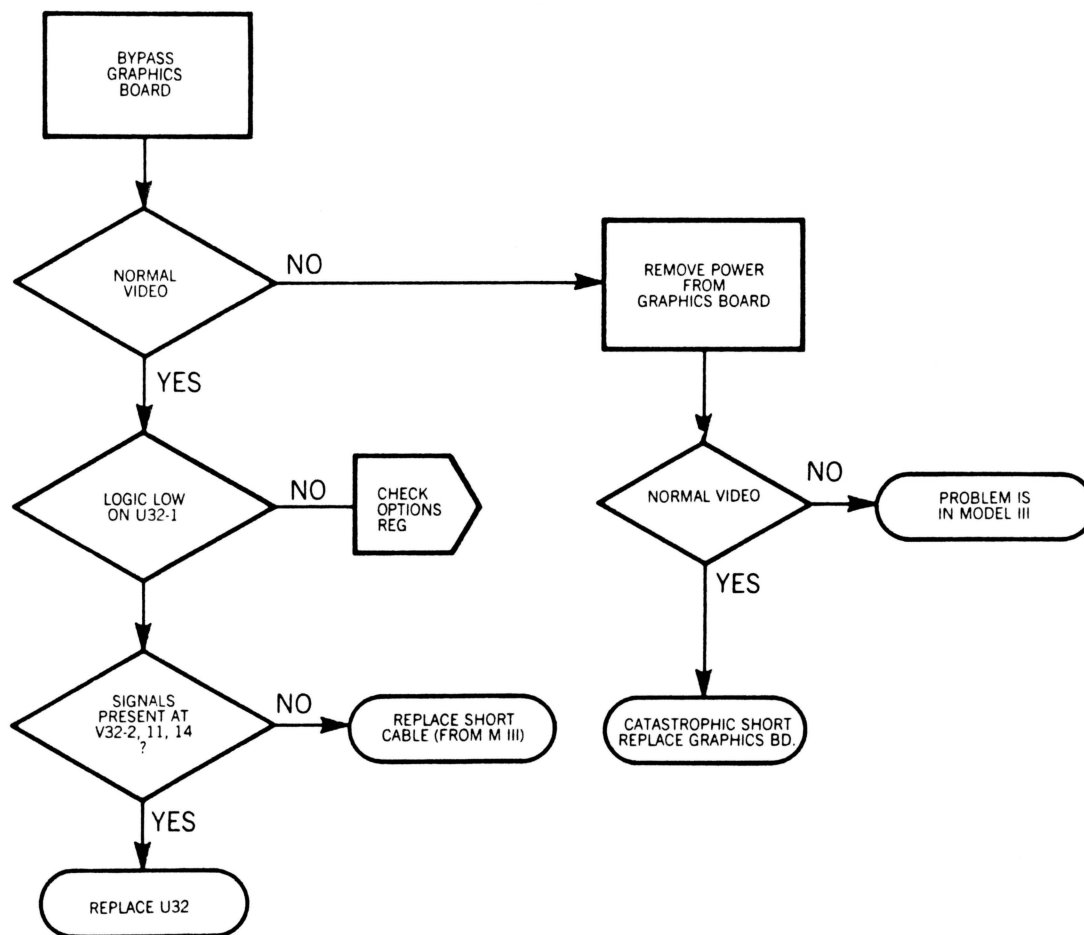 BYPASS
GRAPHICS
BOARD
NORMAL
VIDEO
NO
REMOVE POWER
FROM
GRAPHICS BOARD
YES
LOGIC LOW
ON U32-1
NO
CHECK
OPTIONS
REG
NORMAL VIDEO
NO
PROBLEM IS
IN MODEL III
YES
SIGNALS
PRESENT AT
V32-2, 11, 14
?
NO
REPLACE SHORT
CABLE (FROM M III)
CATASTROPHIC SHORT
REPLACE GRAPHICS BD.
YES
REPLACE U32